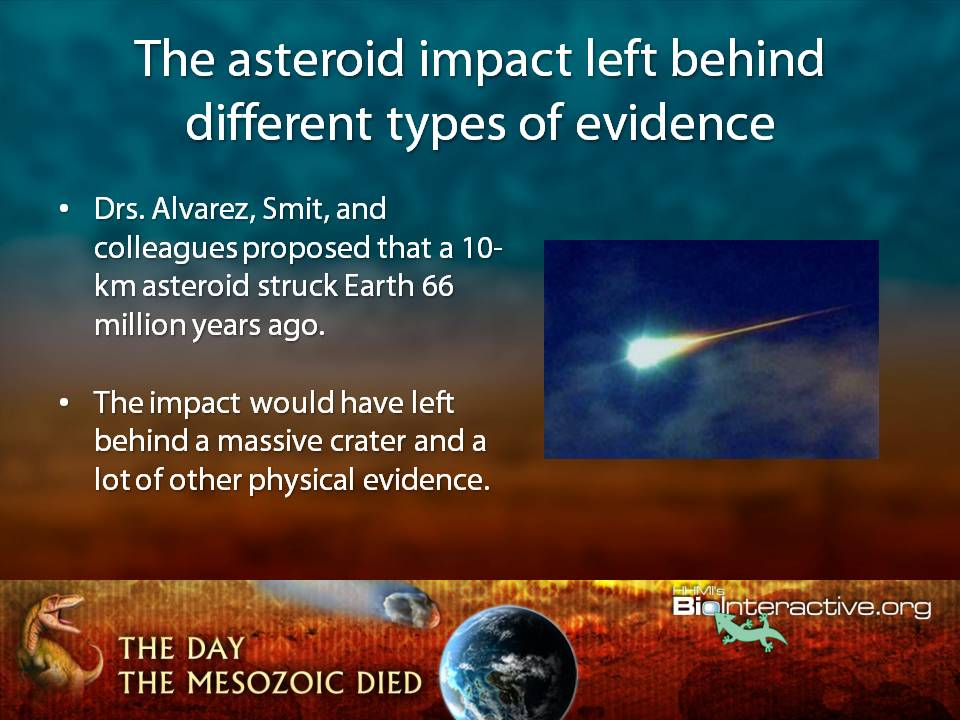 The asteroid impact left behind
different types of evidence
• Drs. Alvarez, Smit, and
colleagues proposed that a 10-
km asteroid struck Earth 66
million years ago.
• The impact would have left
behind a massive crater and a
lot of other physical evidence.
THE DAY
THE MESOZOIC DIED
HHMI's
BioInteractive.org